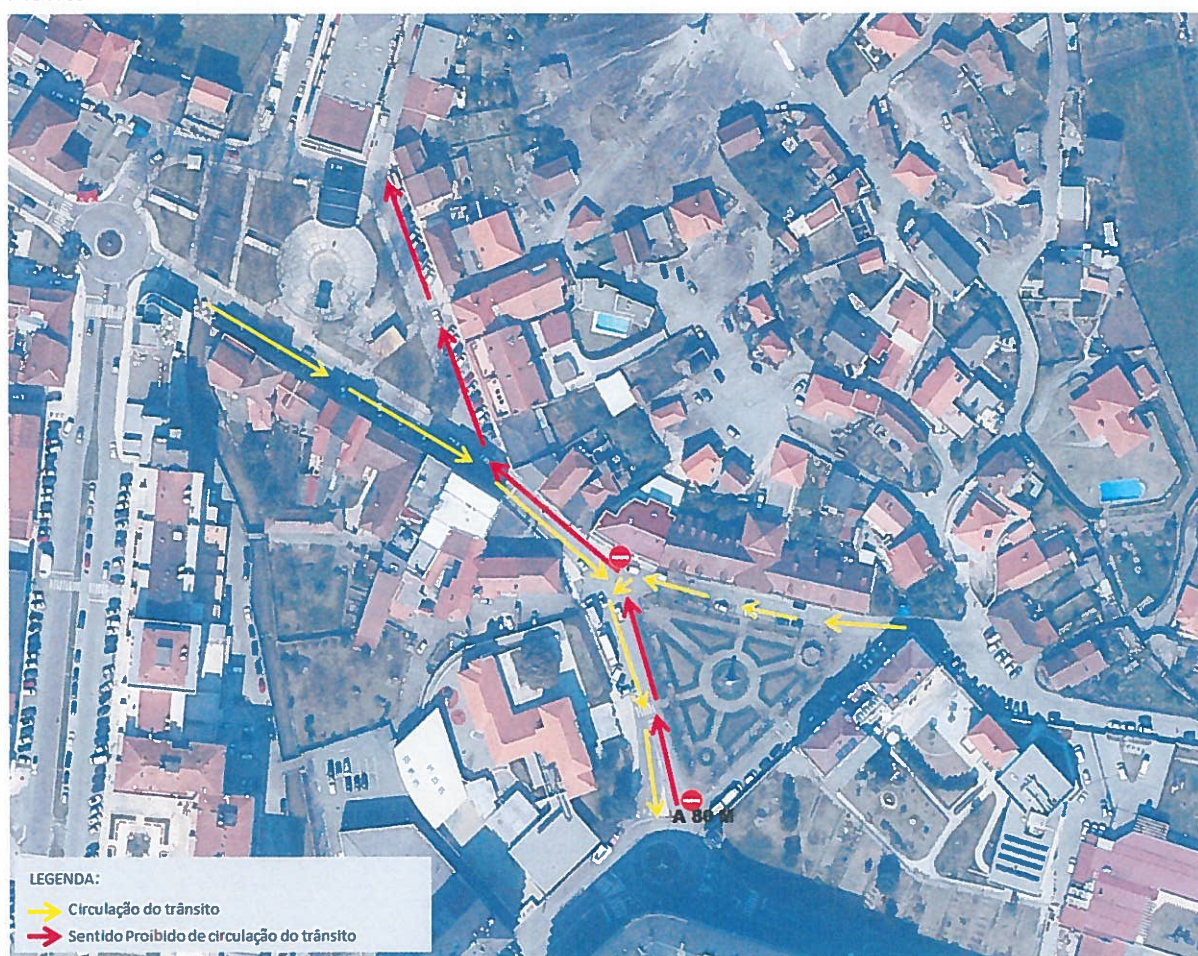 A 80 M
LEGENDA:
Circulação do trânsito
Sentido Proibido de circulação do trânsito